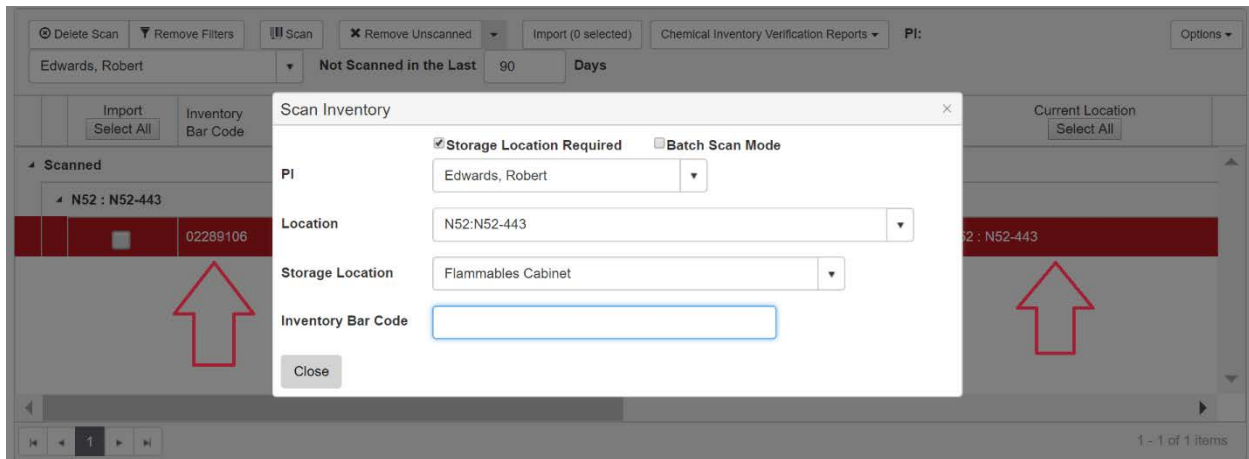 Delete Scan Remove Filters Scan Remove Unscanned Import (0 selected) Chemical Inventory Verification Reports PI: Options
Edwards, Robert Not Scanned in the Last 90 Days
Import
Select All
Inventory
Bar Code
Current Location
Select All
Scanned
N52 : N52-443
02289106
52 : N52-443
Scan Inventory
Storage Location Required Batch Scan Mode
PI Edwards, Robert
Location N52:N52-443
Storage Location Flammables Cabinet
Inventory Bar Code
Close
1
1 - 1 of 1 items